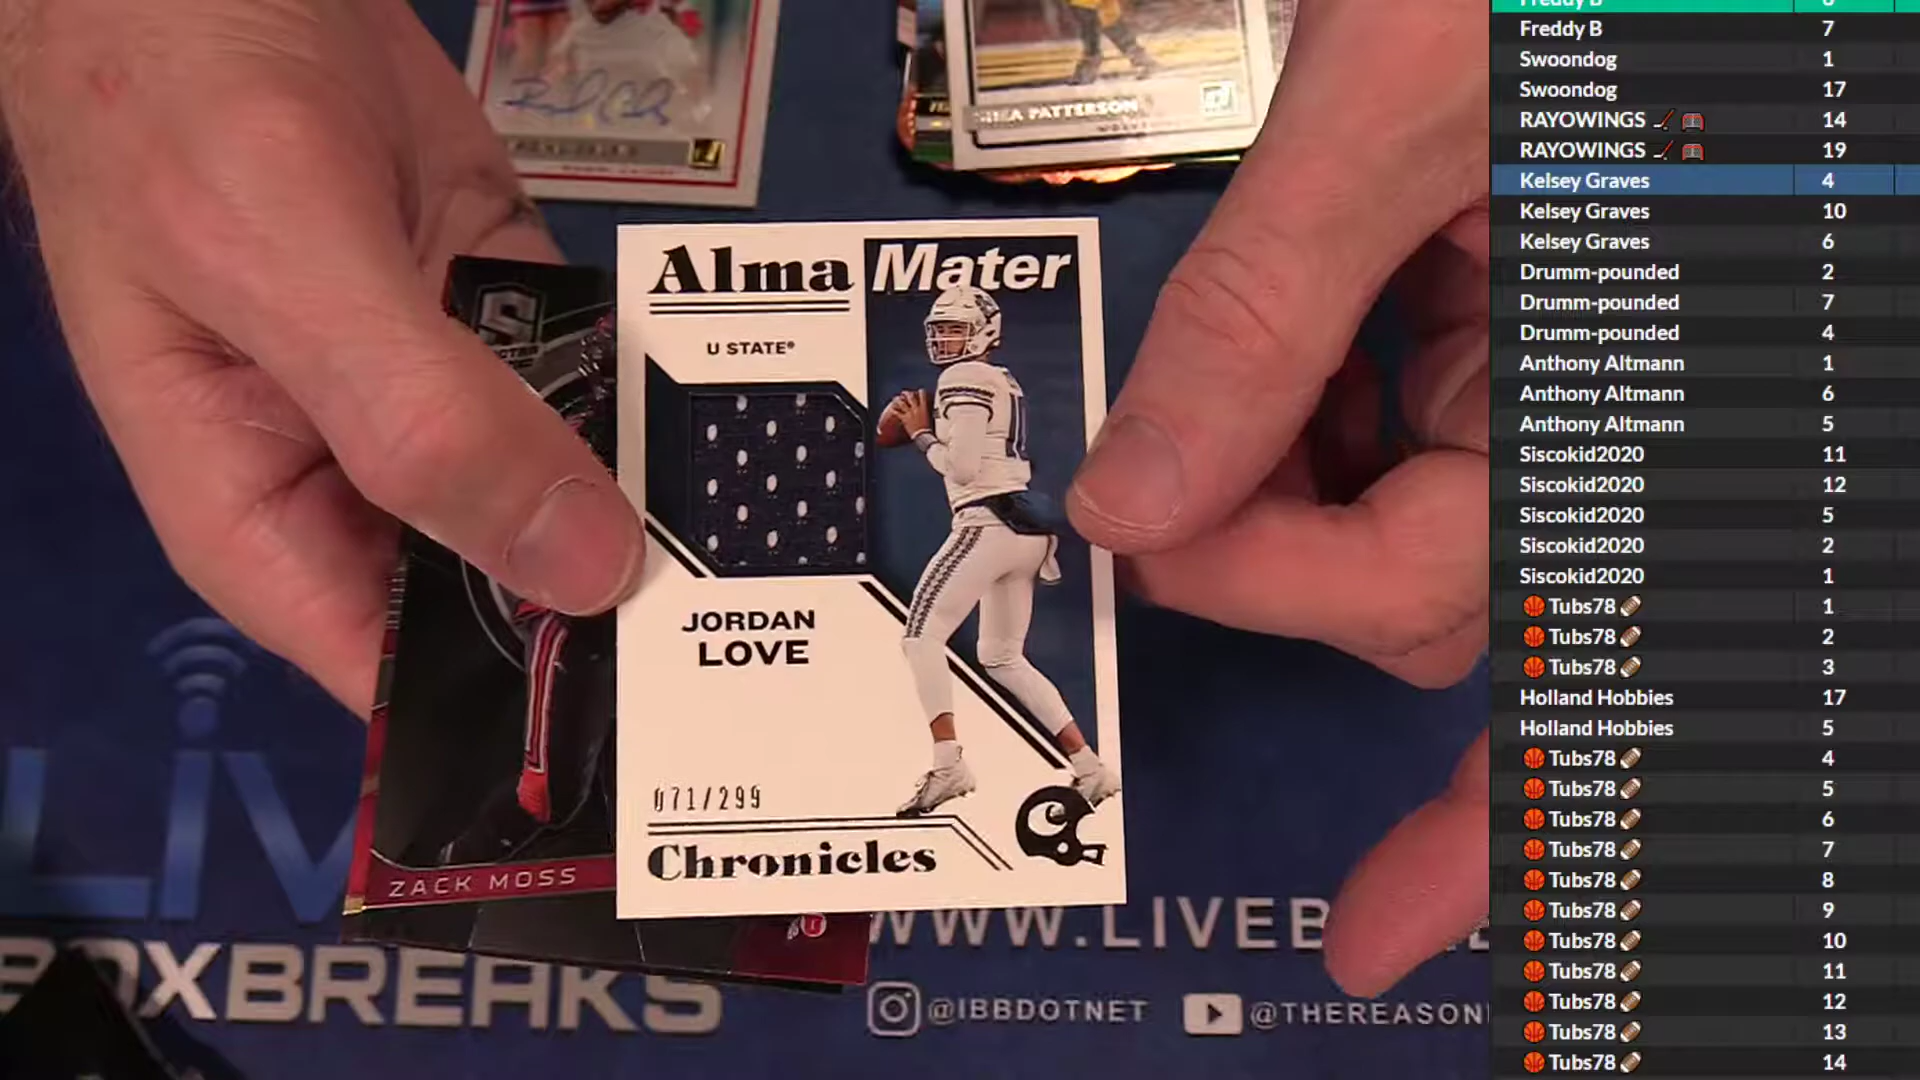 SHEA PATTERSON
Alma Mater
U STATE®
JORDAN
LOVE
071/299
Chronicles
ZACK MOSS
LIV
BOXBREAKS
WWW.LIVEB
@IBBDOTNET
@THEREASON
Freddy B 7
Swoondog 1
Swoondog 17
RAYOWINGS 14
RAYOWINGS 19
Kelsey Graves 4
Kelsey Graves 10
Kelsey Graves 6
Drumm-pounded 2
Drumm-pounded 7
Drumm-pounded 4
Anthony Altmann 1
Anthony Altmann 6
Anthony Altmann 5
Siscokid2020 11
Siscokid2020 12
Siscokid2020 5
Siscokid2020 2
Siscokid2020 1
Tubs78 1
Tubs78 2
Tubs78 3
Holland Hobbies 17
Holland Hobbies 5
Tubs78 4
Tubs78 5
Tubs78 6
Tubs78 7
Tubs78 8
Tubs78 9
Tubs78 10
Tubs78 11
Tubs78 12
Tubs78 13
Tubs78 14